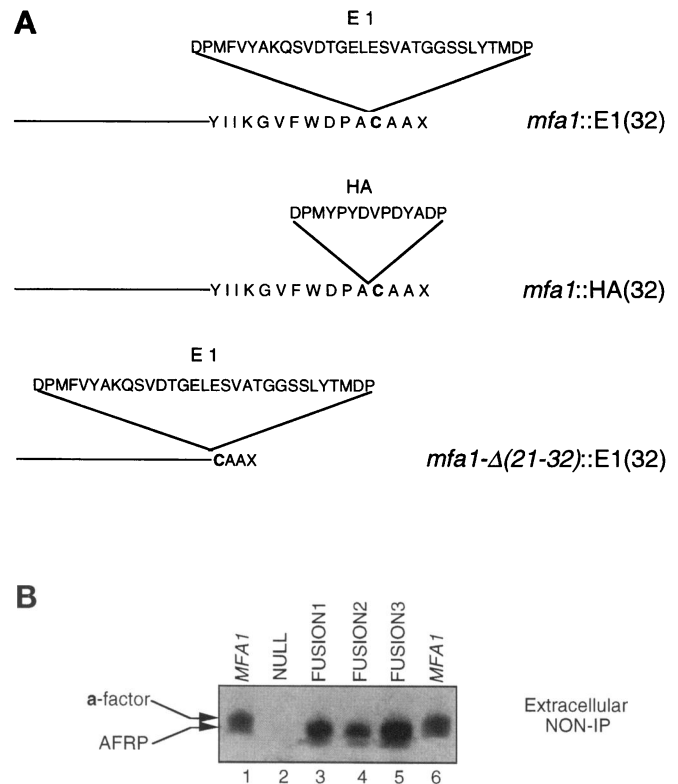 A
E 1
DPMFVYAKQSVDTGELESVATGGSSLYTMDP
YIIKGVFWDPACAAX
mfa1::E1(32)
HA
DPMYPYDVPDYADP
YIIKGVFWDPACAAX
mfa1::HA(32)
E 1
DPMFVYAKQSVDTGELESVATGGSSLYTMDP
CAAX
mfa1-Δ(21-32)::E1(32)
B
MFA1 NULL FUSION1 FUSION2 FUSION3 MFA1
a-factor
AFRP
Extracellular
NON-IP
1 2 3 4 5 6